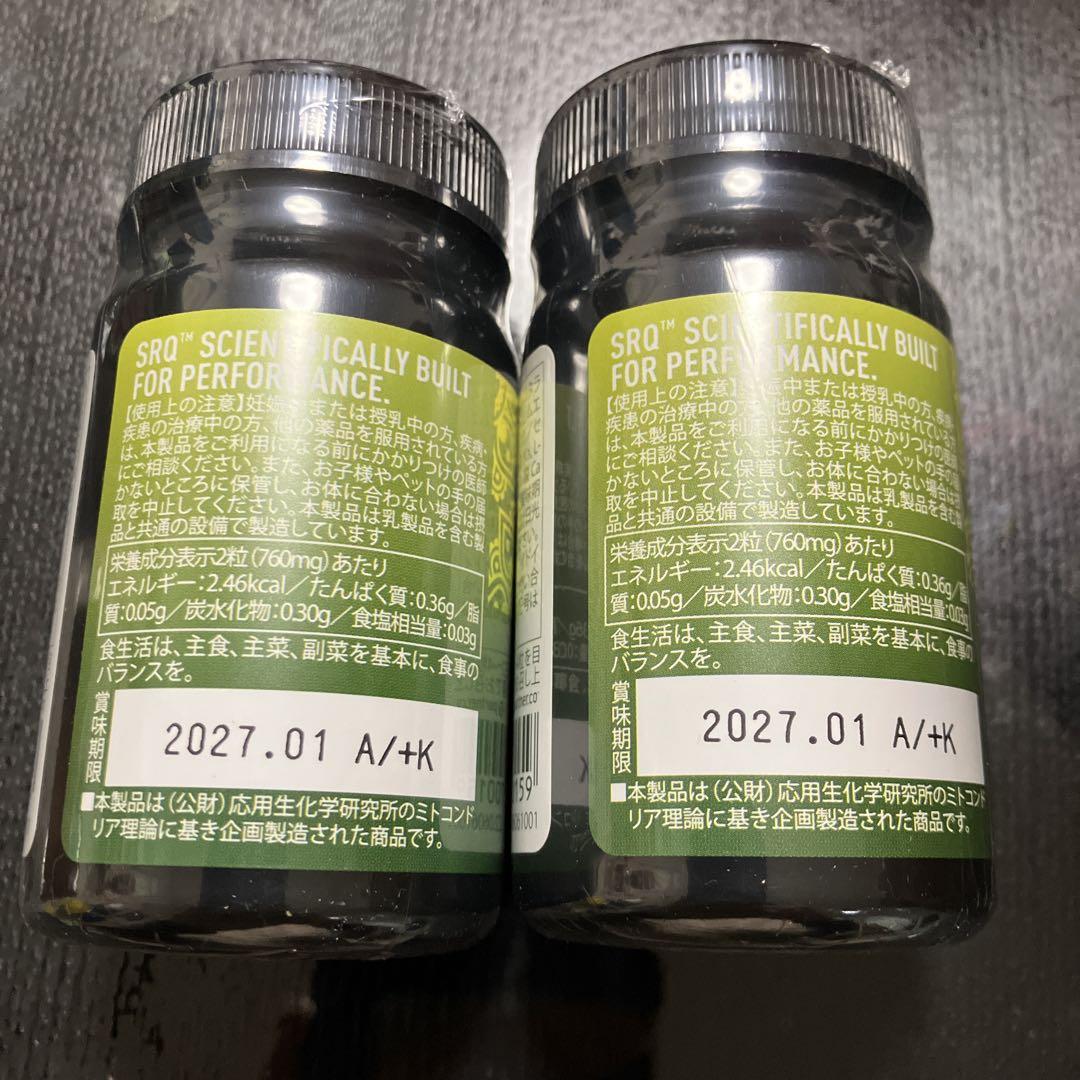 SRQ™ SCIENTIFICALLY BUILT
FOR PERFORMANCE.
【使用上の注意】妊娠中または授乳中の方、疾病・
疾患の治療中の方、他の薬品を服用されている方
は、本製品をご利用になる前にかかりつけの医師
にご相談ください。また、お子様やペットの手の届
かないところに保管し、お体に合わない場合は摂
取を中止してください。本製品は乳製品を含む製
品と共通の設備で製造しています。
栄養成分表示2粒(760mg)あたり
エネルギー:2.46kcal/たんぱく質:0.36g/脂
質:0.05g/炭水化物:0.30g/食塩相当量:0.03g
食生活は、主食、主菜、副菜を基本に、食事の
バランスを。
賞味期限
2027.01 A/+K
■本製品は(公財)応用生化学研究所のミトコンド
リア理論に基き企画製造された商品です。
SRQ™ SCIENTIFICALLY BUILT
FOR PERFORMANCE.
【使用上の注意】妊娠中または授乳中の方、疾病・
疾患の治療中の方、他の薬品を服用されている
は、本製品をご利用になる前にかかりつけの医師
にご相談ください。また、お子様やペットの手の
かないところに保管し、お体に合わない場合は摂
取を中止してください。本製品は乳製品を含む
品と共通の設備で製造しています。
栄養成分表示2粒(760mg)あたり
エネルギー:2.46kcal/たんぱく質:0.36g/脂
質:0.05g/炭水化物:0.30g/食塩相当量:0.03g
食生活は、主食、主菜、副菜を基本に、食事の
バランスを。
賞味期限
2027.01 A/+K
■本製品は(公財)応用生化学研究所のミトコンド
リア理論に基き企画製造された商品です。